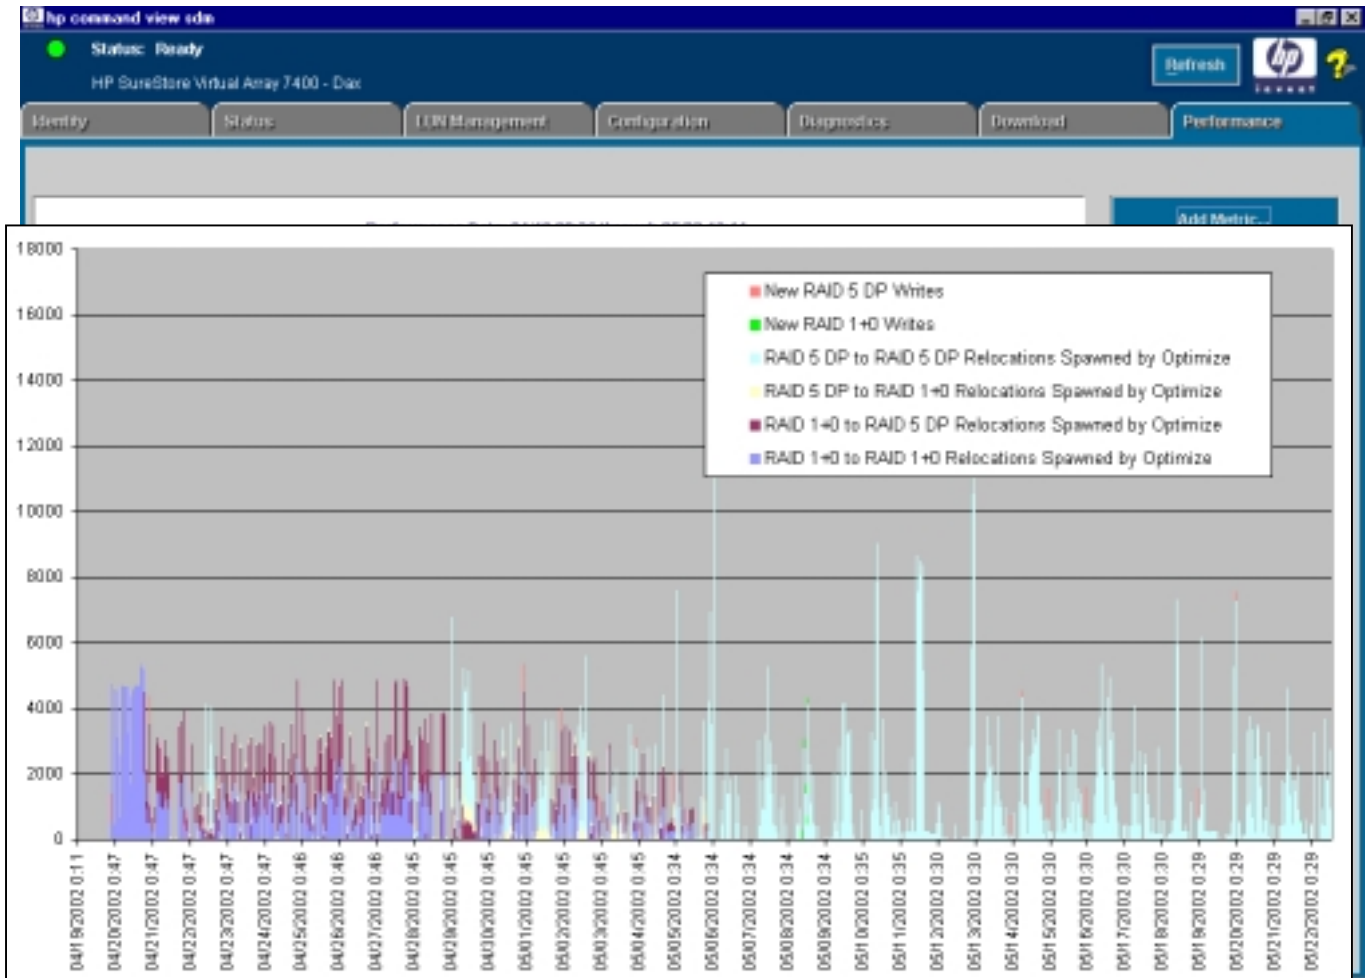 hp command view sdm
Status: Ready
HP SureStore Virtual Array 7400 - Dax
Refresh
hp
invent
?
Identity
Status
LUN Management
Configuration
Diagnostics
Download
Performance
Add Metric...
18000
16000
14000
12000
10000
8000
6000
4000
2000
0
New RAID 5 DP Writes
New RAID 1+0 Writes
RAID 5 DP to RAID 5 DP Relocations Spawned by Optimize
RAID 5 DP to RAID 1+0 Relocations Spawned by Optimize
RAID 1+0 to RAID 5 DP Relocations Spawned by Optimize
RAID 1+0 to RAID 1+0 Relocations Spawned by Optimize
04/19/2002 0:11
04/20/2002 0:47
04/21/2002 0:47
04/22/2002 0:47
04/23/2002 0:47
04/24/2002 0:47
04/25/2002 0:46
04/26/2002 0:46
04/27/2002 0:46
04/28/2002 0:45
04/29/2002 0:45
04/30/2002 0:45
05/01/2002 0:45
05/02/2002 0:45
05/03/2002 0:45
05/04/2002 0:45
05/05/2002 0:34
05/06/2002 0:34
05/07/2002 0:34
05/08/2002 0:34
05/09/2002 0:34
05/10/2002 0:35
05/11/2002 0:35
05/12/2002 0:30
05/13/2002 0:30
05/14/2002 0:30
05/15/2002 0:30
05/16/2002 0:30
05/17/2002 0:30
05/18/2002 0:30
05/19/2002 0:29
05/20/2002 0:29
05/21/2002 0:29
05/22/2002 0:29